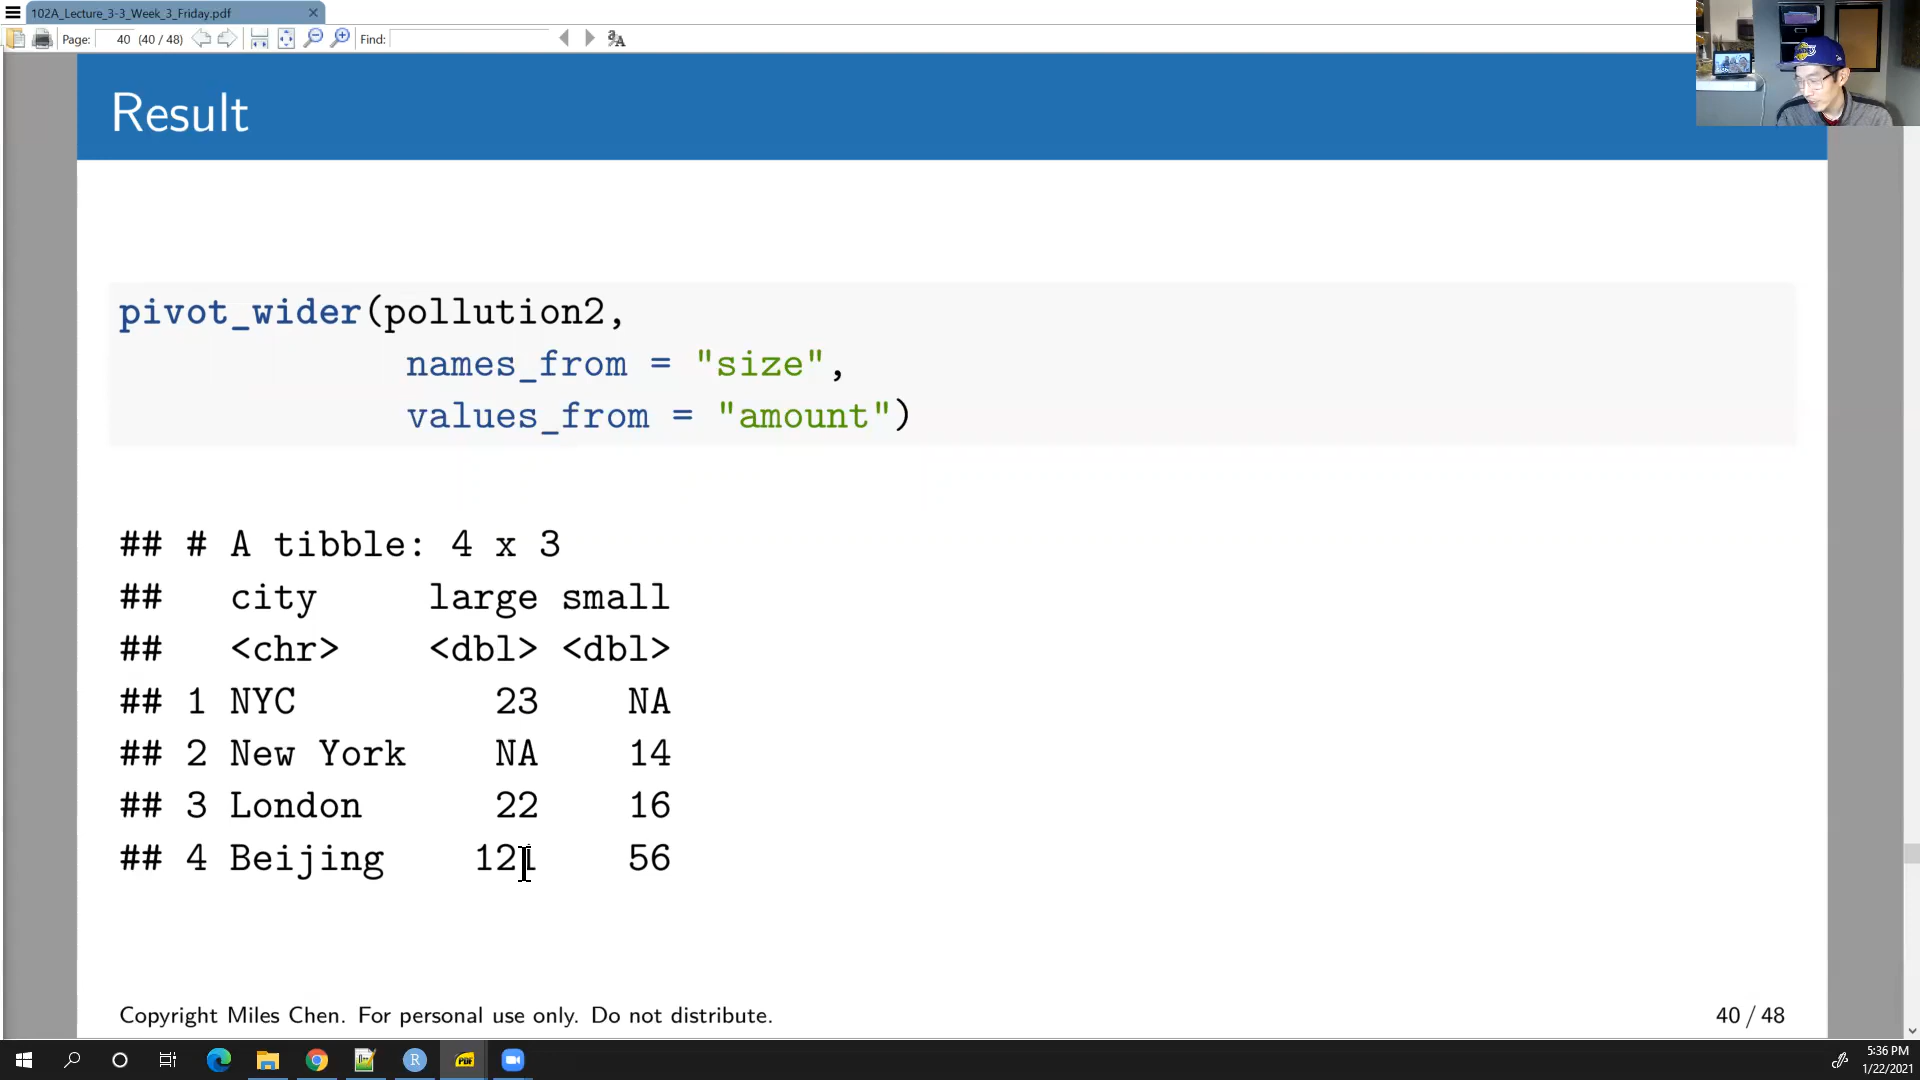 102A_Lecture_3-3_Week_3_Friday.pdf
Page: 40 (40 / 48) Find:
Result
pivot_wider(pollution2,
names_from = "size",
values_from = "amount")
## # A tibble: 4 x 3
##   city     large small
##   <chr>    <dbl> <dbl>
## 1 NYC         23    NA
## 2 New York    NA    14
## 3 London      22    16
## 4 Beijing    121    56
Copyright Miles Chen. For personal use only. Do not distribute.
40 / 48
5:36 PM
1/22/2021